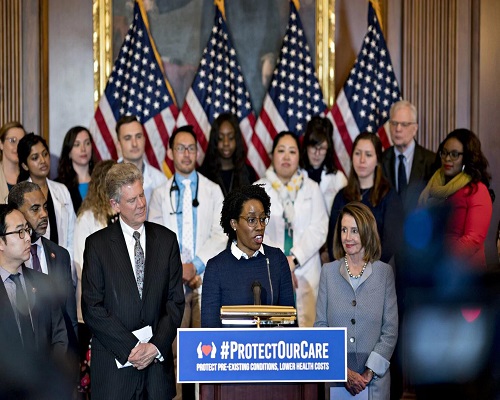 #PROTECTOURCARE
PROTECT PRE-EXISTING CONDITIONS, LOWER HEALTH COSTS